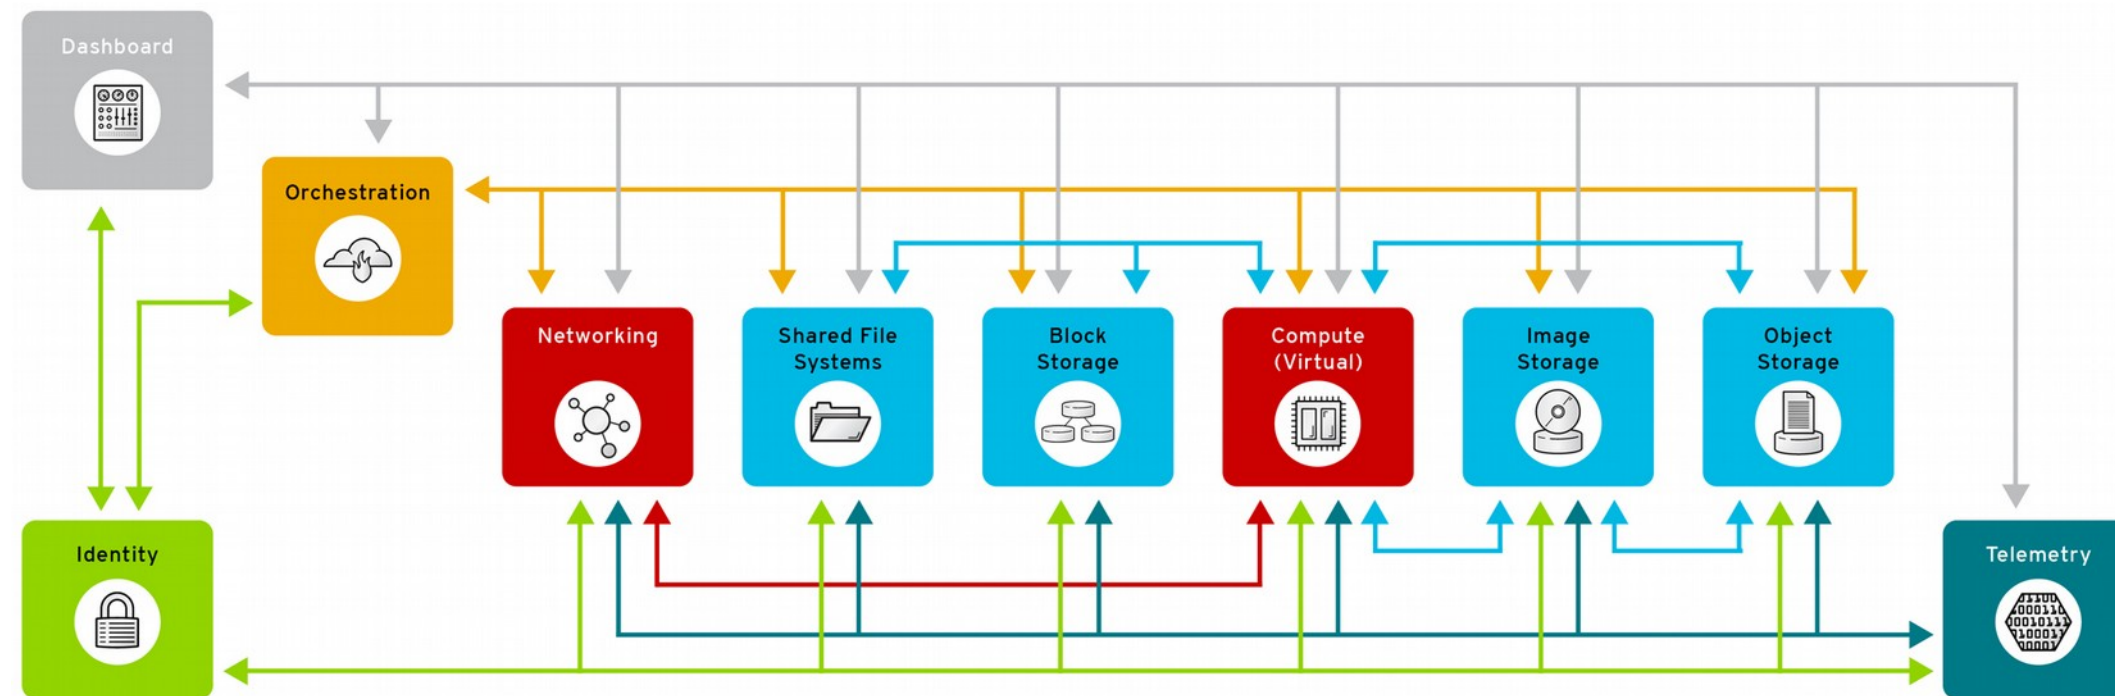 Dashboard
Orchestration
Networking
Shared File
Systems
Block
Storage
Compute
(Virtual)
Image
Storage
Object
Storage
Identity
Telemetry